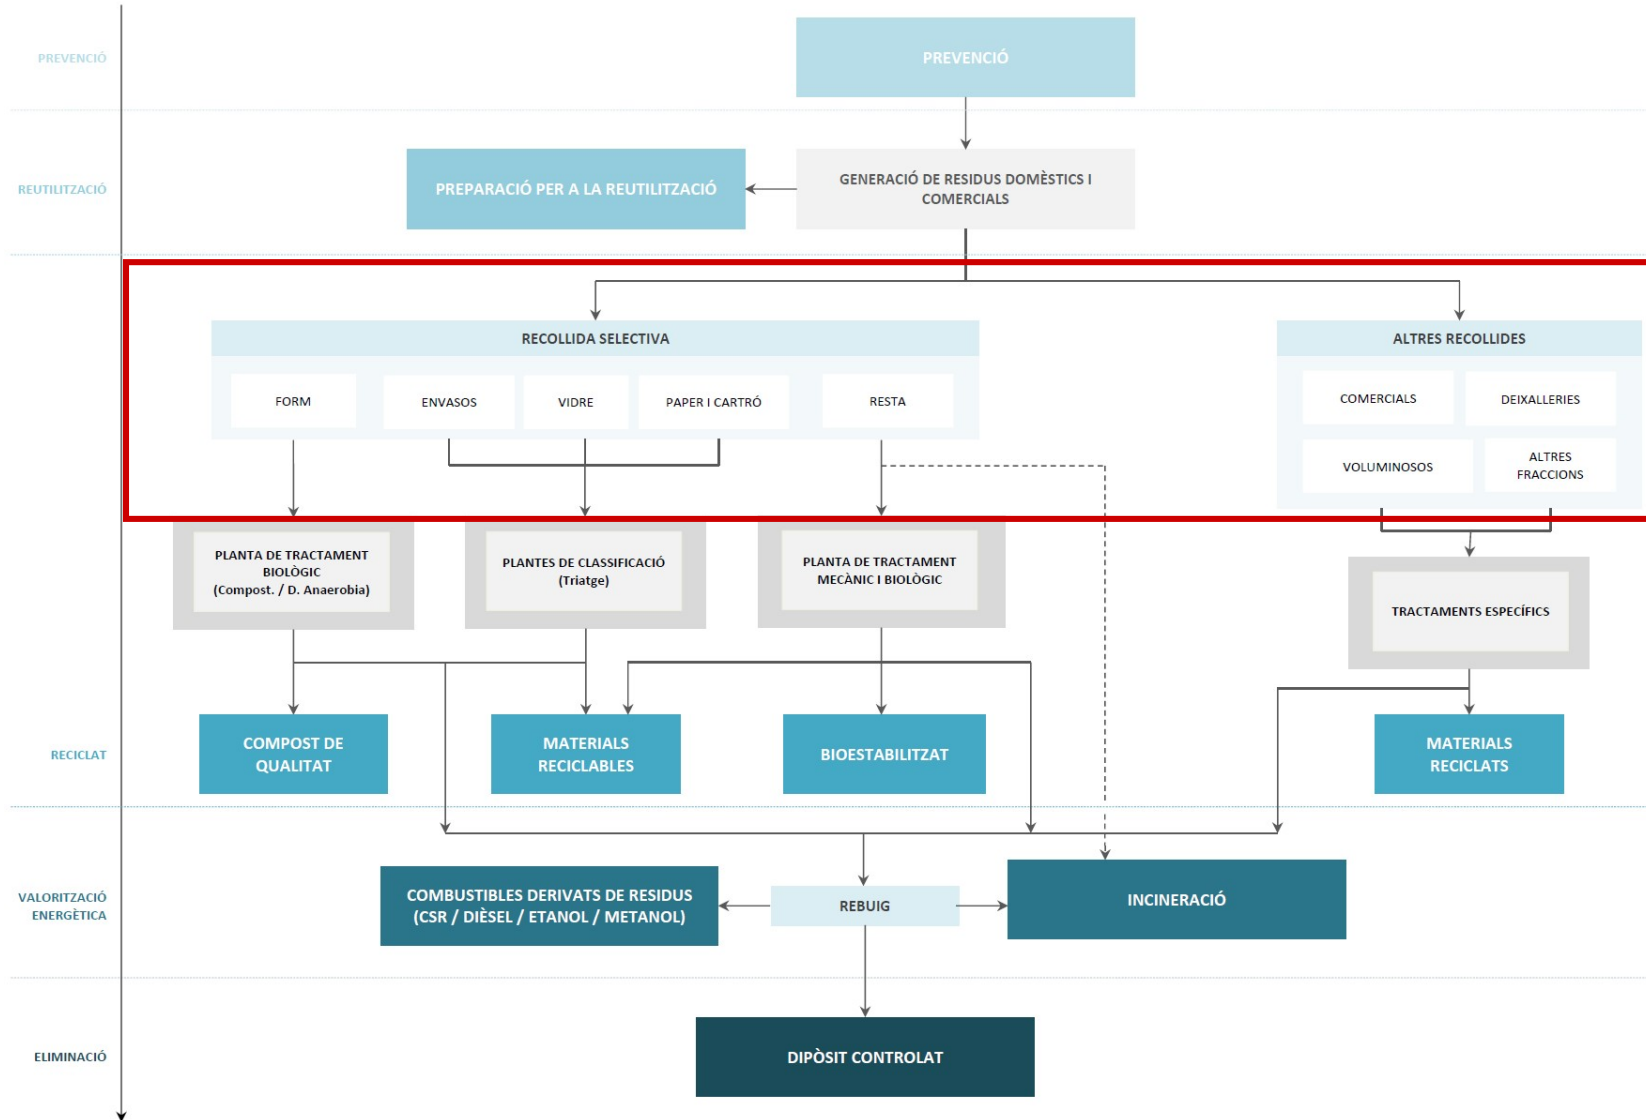 PREVENCIÓ
PREVENCIÓ
REUTILITZACIÓ
PREPARACIÓ PER A LA REUTILITZACIÓ
GENERACIÓ DE RESIDUS DOMÈSTICS I
COMERCIALS
RECOLLIDA SELECTIVA
FORM
ENVASOS
VIDRE
PAPER I CARTRÓ
RESTA
ALTRES RECOLLIDES
COMERCIALS
DEIXALLERIES
VOLUMINOSOS
ALTRES
FRACCIONS
PLANTA DE TRACTAMENT
BIOLÒGIC
(Compost. / D. Anaerobia)
PLANTES DE CLASSIFICACIÓ
(Triatge)
PLANTA DE TRACTAMENT
MECÀNIC I BIOLÒGIC
TRACTAMENTS ESPECÍFICS
RECICLAT
COMPOST DE
QUALITAT
MATERIALS
RECICLABLES
BIOESTABILITZAT
MATERIALS
RECICLATS
VALORITZACIÓ
ENERGÈTICA
COMBUSTIBLES DERIVATS DE RESIDUS
(CSR / DIÈSEL / ETANOL / METANOL)
REBUIG
INCINERACIÓ
ELIMINACIÓ
DIPÒSIT CONTROLAT